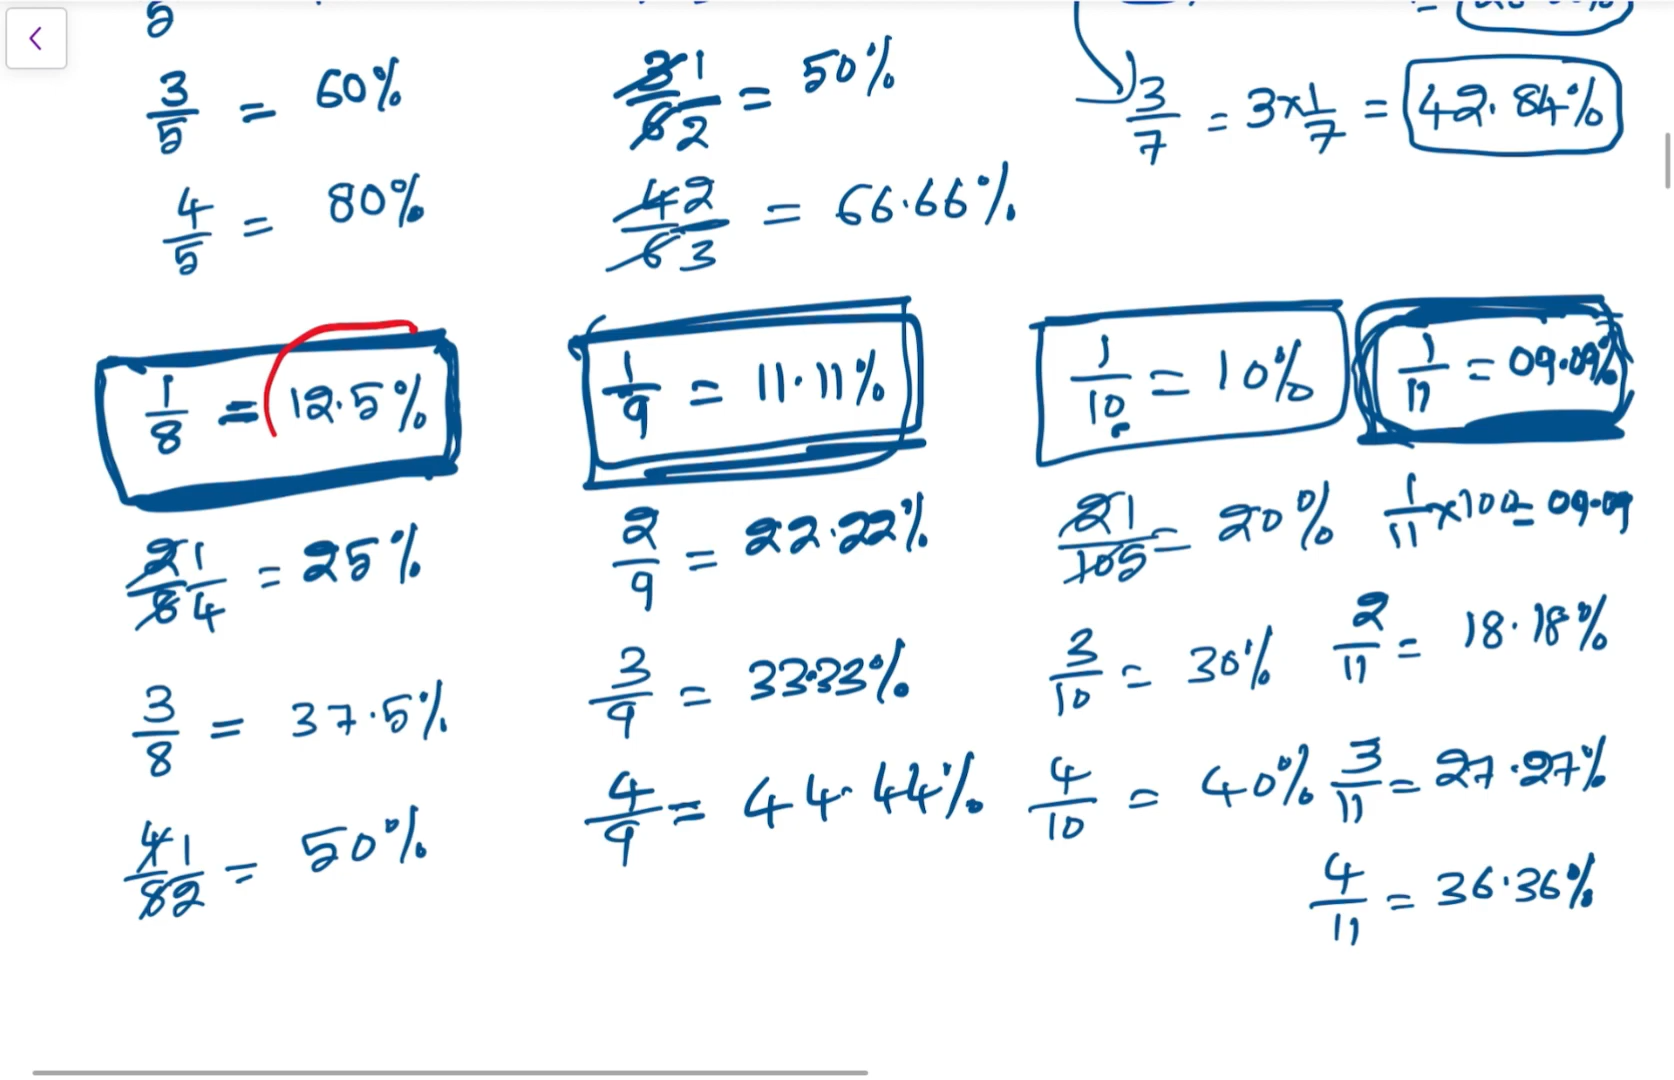 3/5 = 60%
4/5 = 80%
3/6 1/2 = 50%
4/6 2/3 = 66.66%
3/7 = 3×1/7 = 42.84%
1/8 = 12.5%
2/8 1/4 = 25%
3/8 = 37.5%
4/8 1/2 = 50%
1/9 = 11.11%
2/9 = 22.22%
3/9 = 33.33%
4/9 = 44.44%
1/10 = 10%
2/10 1/5 = 20%
3/10 = 30%
4/10 = 40%
1/11 = 09.09%
1/11 ×100 = 09.09
2/11 = 18.18%
3/11 = 27.27%
4/11 = 36.36%